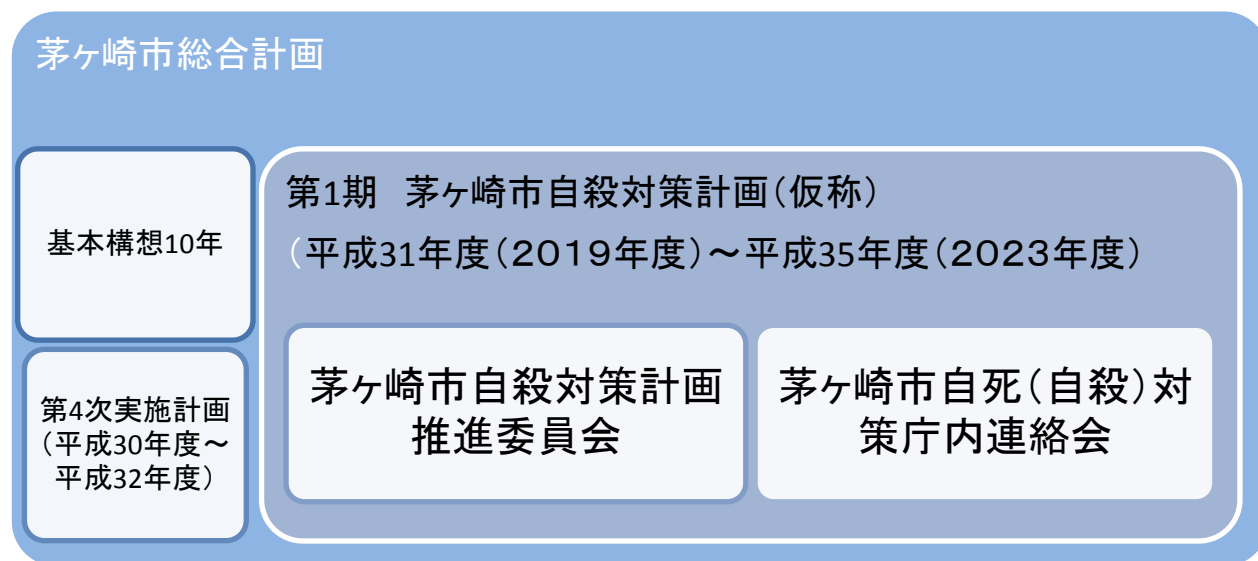 茅ヶ崎市総合計画
基本構想10年
第4次実施計画
（平成30年度～
平成32年度）
第1期　茅ヶ崎市自殺対策計画（仮称）
（平成31年度（２０１９年度）～平成35年度（２０２３年度）
茅ヶ崎市自殺対策計画
推進委員会
茅ヶ崎市自死（自殺）対
策庁内連絡会